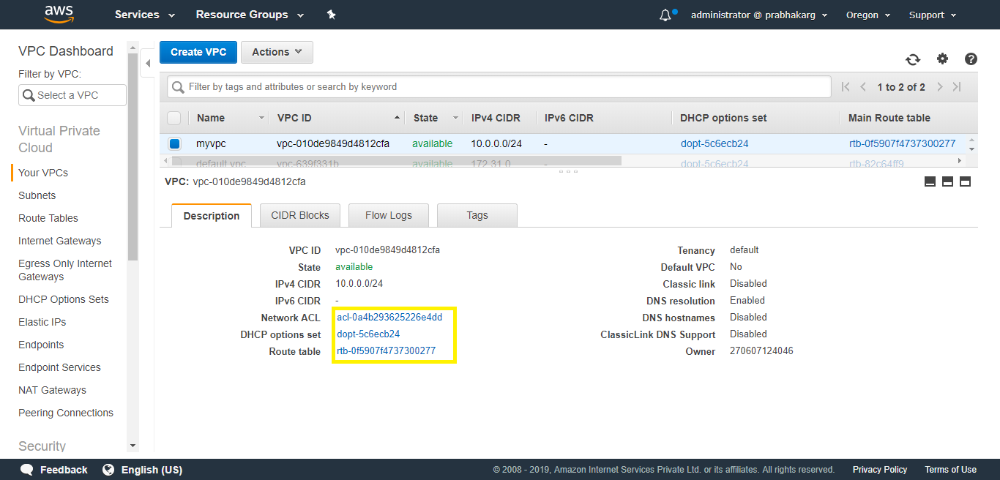 aws Services Resource Groups administrator @ prabhakarg Oregon Support
VPC Dashboard
Filter by VPC:
Select a VPC
Virtual Private
Cloud
Your VPCs
Subnets
Route Tables
Internet Gateways
Egress Only Internet
Gateways
DHCP Options Sets
Elastic IPs
Endpoints
Endpoint Services
NAT Gateways
Peering Connections
Security
Create VPC Actions
Filter by tags and attributes or search by keyword
1 to 2 of 2
Name VPC ID State IPv4 CIDR IPv6 CIDR DHCP options set Main Route table
myvpc vpc-010de9849d4812cfa available 10.0.0.0/24 - dopt-5c6ecb24 rtb-0f5907f4737300277
default vpc vpc-639f331b available 172.31.0 - dopt-5c6ecb24 rtb-82c64ff9
VPC: vpc-010de9849d4812cfa
Description CIDR Blocks Flow Logs Tags
VPC ID vpc-010de9849d4812cfa Tenancy default
State available Default VPC No
IPv4 CIDR 10.0.0.0/24 Classic link Disabled
IPv6 CIDR - DNS resolution Enabled
Network ACL acl-0a4b293625226e4dd DNS hostnames Disabled
DHCP options set dopt-5c6ecb24 ClassicLink DNS Support Disabled
Route table rtb-0f5907f4737300277 Owner 270607124046
Feedback English (US) © 2008 - 2019, Amazon Internet Services Private Ltd. or its affiliates. All rights reserved. Privacy Policy Terms of Use